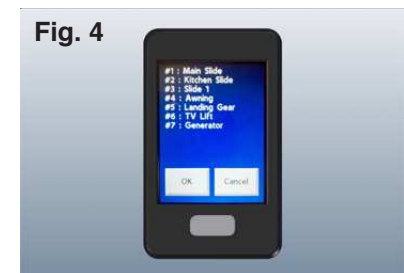 Fig. 4
#1 : Main Slide
#2 : Kitchen Slide
#3 : Slide 1
#4 : Awning
#5 : Landing Gear
#6 : TV Lift
#7 : Generator
OK
Cancel